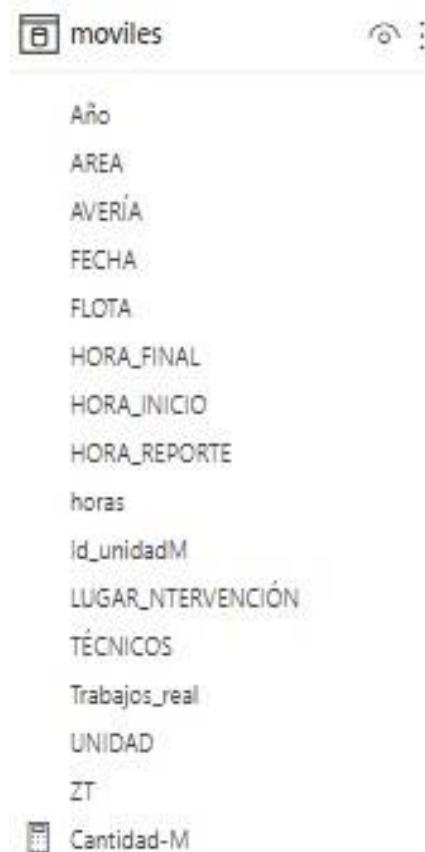 moviles
Año
AREA
AVERÍA
FECHA
FLOTA
HORA_FINAL
HORA_INICIO
HORA_REPORTE
horas
Id_unidadM
LUGAR_NTERVENCIÓN
TÉCNICOS
Trabajos_real
UNIDAD
ZT
Cantidad-M